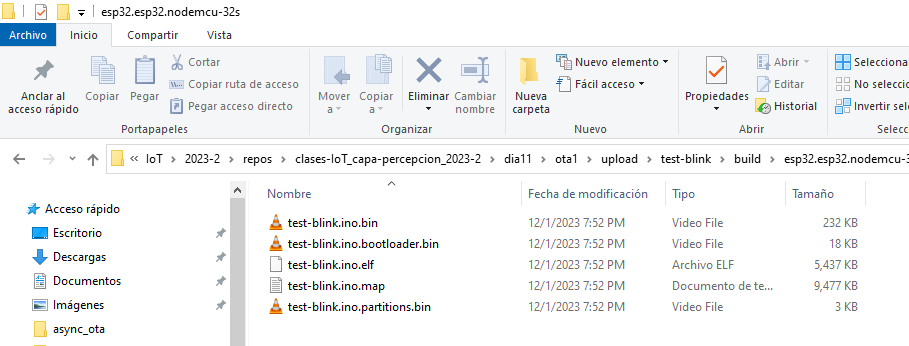 esp32.esp32.nodemcu-32s
Archivo Inicio Compartir Vista
Anclar al acceso rápido
Copiar
Pegar
Cortar
Copiar ruta de acceso
Pegar acceso directo
Portapapeles
Mover a
Copiar a
Eliminar
Cambiar nombre
Organizar
Nueva carpeta
Nuevo elemento
Fácil acceso
Nuevo
Propiedades
Abrir
Editar
Historial
Abrir
Selecciona
No selecci
Invertir sele
Selec
« IoT > 2023-2 > repos > clases-IoT_capa-percepcion_2023-2 > dia11 > ota1 > upload > test-blink > build > esp32.esp32.nodemcu-3
Acceso rápido
Escritorio
Descargas
Documentos
Imágenes
async_ota
Nombre Fecha de modificación Tipo Tamaño
test-blink.ino.bin 12/1/2023 7:52 PM Video File 232 KB
test-blink.ino.bootloader.bin 12/1/2023 7:52 PM Video File 18 KB
test-blink.ino.elf 12/1/2023 7:52 PM Archivo ELF 5,437 KB
test-blink.ino.map 12/1/2023 7:52 PM Documento de te... 9,477 KB
test-blink.ino.partitions.bin 12/1/2023 7:52 PM Video File 3 KB